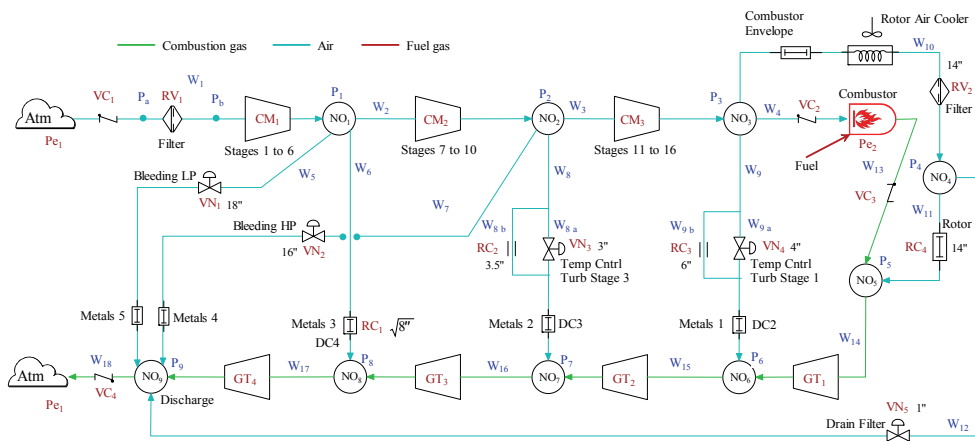 Combustion gas
Air
Fuel gas
Combustor
Envelope
Rotor Air Cooler
W10
14"
RV2
Filter
VC1
Pa
RV1
W1
Pb
Atm
Pe1
Filter
CM1
Stages 1 to 6
P1
NO1
W2
CM2
Stages 7 to 10
P2
NO2
W3
CM3
Stages 11 to 16
P3
NO3
W4
VC2
Combustor
Pe2
Fuel
W13
VC3
P4
NO4
W11
Rotor
RC4
14"
P5
NO5
Bleeding LP
VN1
18"
W5
W6
Bleeding HP
16"
VN2
W7
W8
W8 b
W8 a
RC2
3.5"
VN3
3"
Temp Cntrl
Turb Stage 3
W9
W9 b
W9 a
RC3
6"
VN4
4"
Temp Cntrl
Turb Stage 1
Metals 5
Metals 4
Metals 3
DC4
RC1
√8"
Metals 2
DC3
Metals 1
DC2
W14
Atm
Pe1
W18
VC4
P9
NO9
Discharge
GT4
W17
P8
NO8
GT3
W16
P7
NO7
GT2
W15
P6
NO6
GT1
Drain Filter
VN5
1"
W12